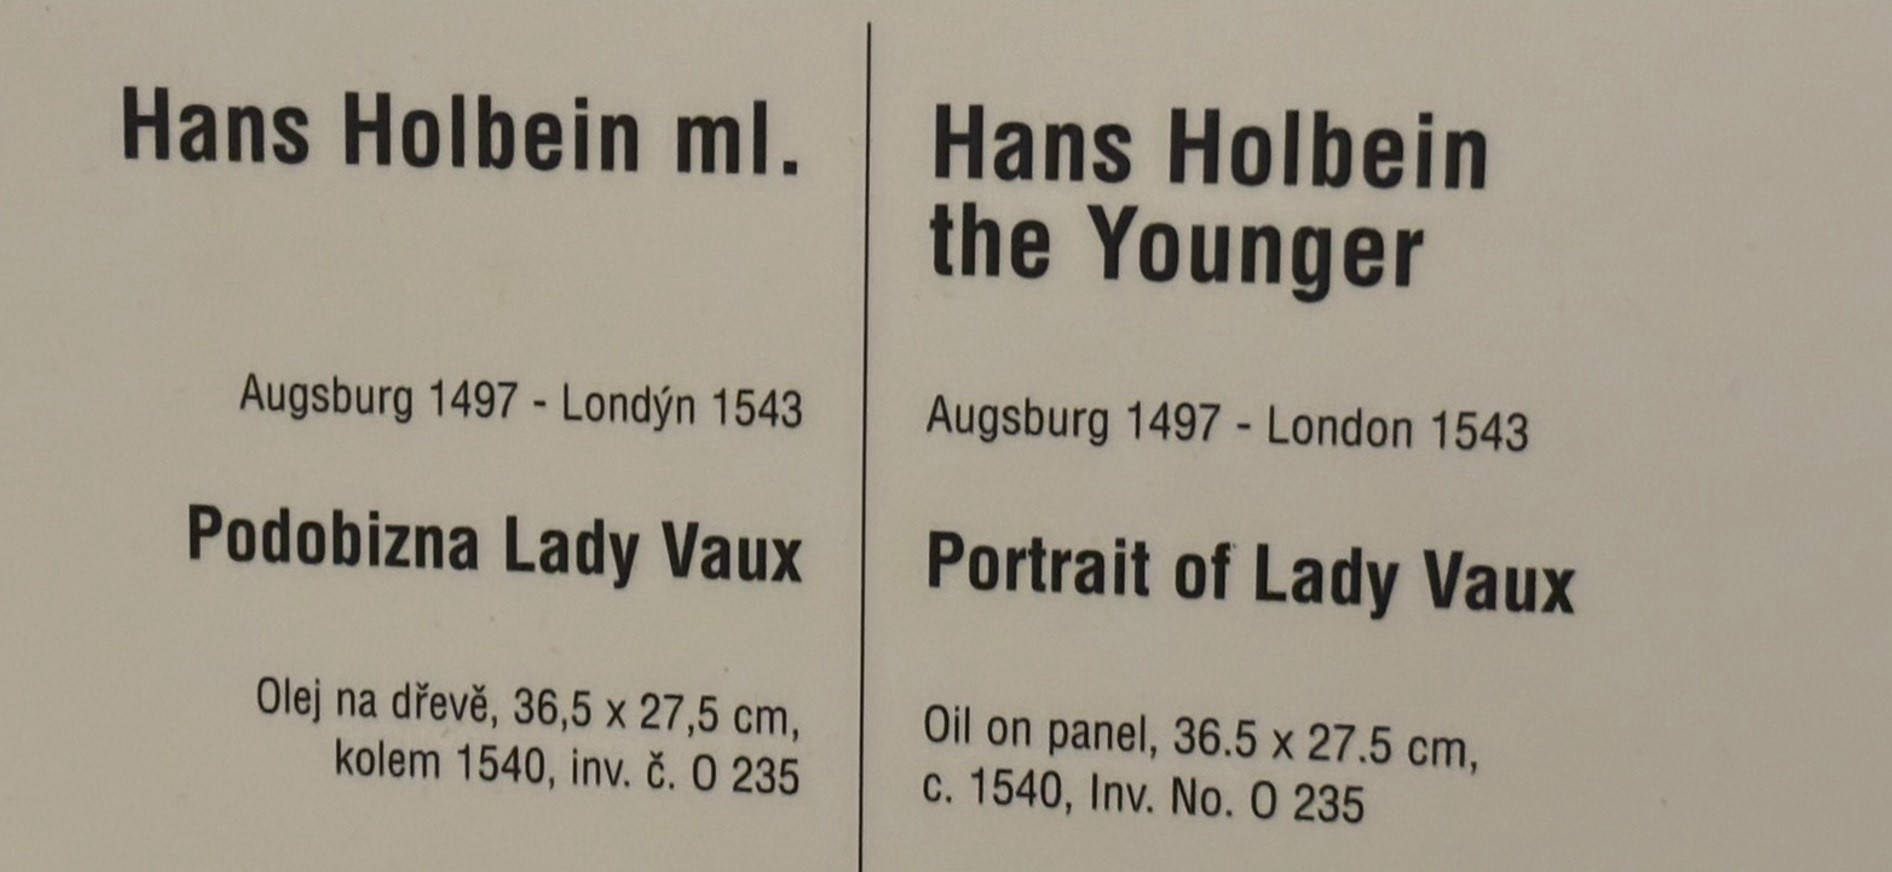 Hans Holbein ml.
Augsburg 1497 - Londýn 1543
Podobizna Lady Vaux
Olej na dřevě, 36,5 x 27,5 cm,
kolem 1540, inv. č. O 235
Hans Holbein
the Younger
Augsburg 1497 - London 1543
Portrait of Lady Vaux
Oil on panel, 36.5 x 27.5 cm,
c. 1540, Inv. No. O 235